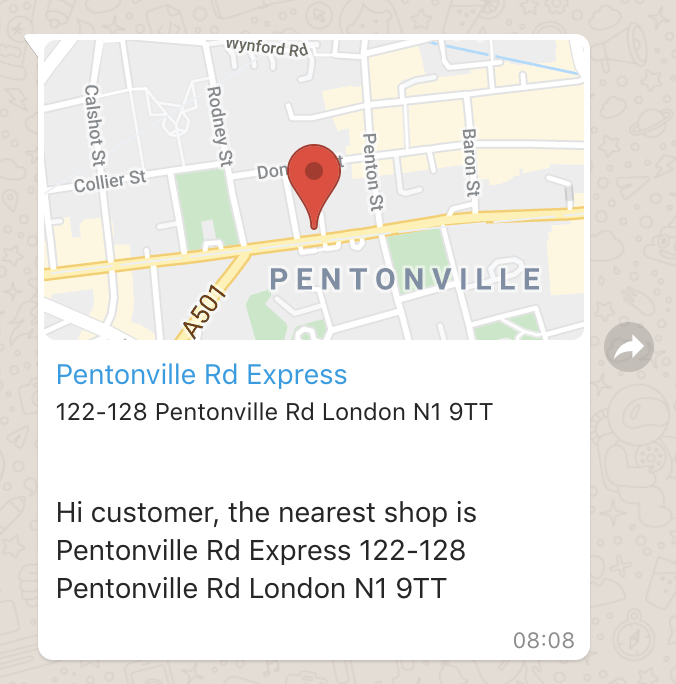 Wynford Rd
Calshot St
Rodney St
Collier St
Penton St
Baron St
PENTONVILLE
A501
Pentonville Rd Express
122-128 Pentonville Rd London N1 9TT
Hi customer, the nearest shop is
Pentonville Rd Express 122-128
Pentonville Rd London N1 9TT
08:08